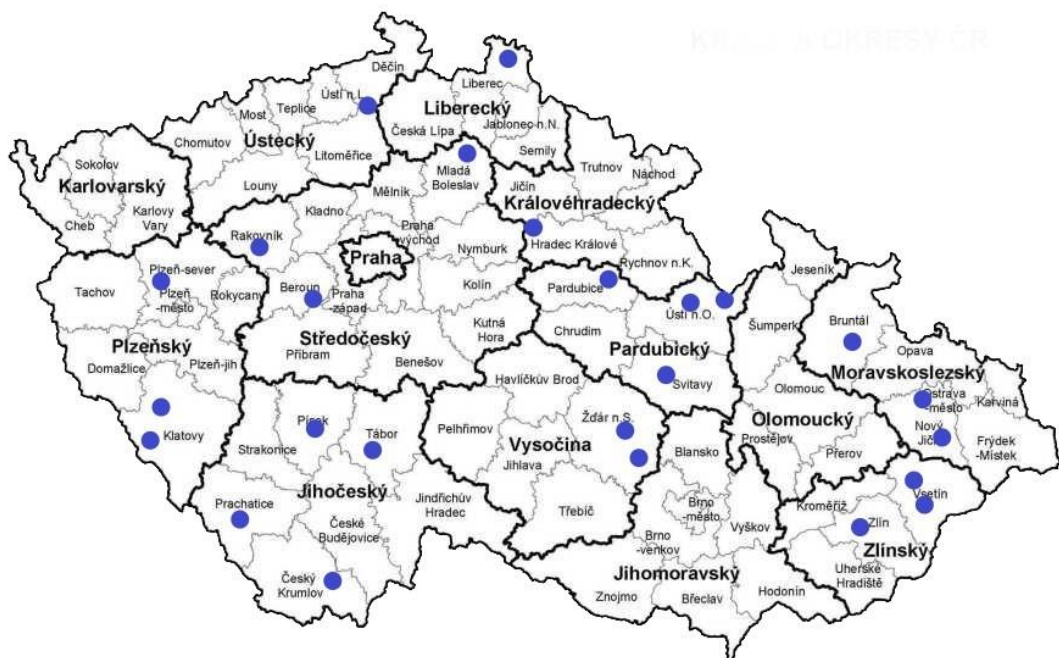 KRAJE A OKRESY ČR
Děčín
Ústí n.L.
Teplice
Most
Chomutov
Ústecký
Litoměřice
Louny
Liberec
Liberecký
Česká Lípa
Jablonec n.N.
Semily
Sokolov
Karlovarský
Cheb
Karlovy
Vary
Mladá
Boleslav
Mělník
Kladno
Rakovník
Praha
východ
Nymburk
Praha
Beroun
Praha
-západ
Kolín
Kutná
Hora
Středočeský
Příbram
Benešov
Jičín
Trutnov
Náchod
Královéhradecký
Hradec Králové
Rychnov n.K.
Plzeň-sever
Tachov
Plzeň
-město
Rokycany
Plzeňský
Domažlice
Plzeň-jih
Klatovy
Pardubice
Ústí n.O.
Chrudim
Pardubický
Svitavy
Jeseník
Šumperk
Olomouc
Olomoucký
Prostějov
Přerov
Bruntál
Opava
Moravskoslezský
Ostrava
-město
Karviná
Nový
Jičín
Frýdek
-Místek
Písek
Tábor
Strakonice
Jihočeský
Prachatice
Jindřichův
Hradec
České
Budějovice
Český
Krumlov
Havlíčkův Brod
Pelhřimov
Žďár n.S.
Vysočina
Jihlava
Třebíč
Blansko
Brno
-město
Vyškov
Brno
-venkov
Jihomoravský
Znojmo
Břeclav
Hodonín
Vsetín
Kroměříž
Zlín
Zlínský
Uherské
Hradiště